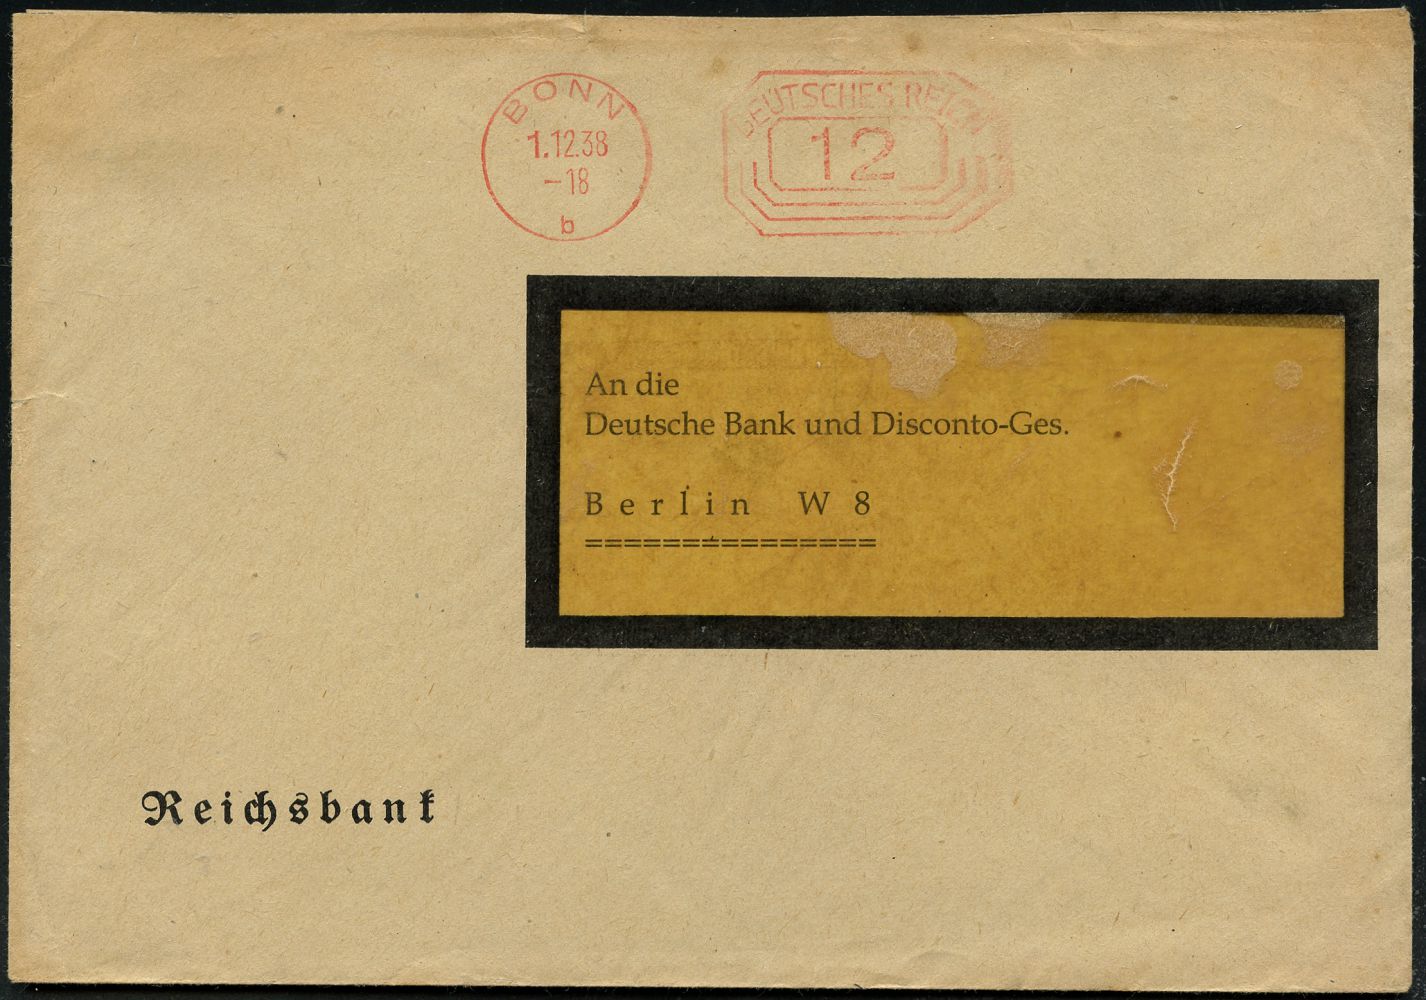 BONN
1.12.38
-18
b
DEUTSCHES REICH
12
An die
Deutsche Bank und Disconto-Ges.
Berlin W 8
===============
Reichsbank